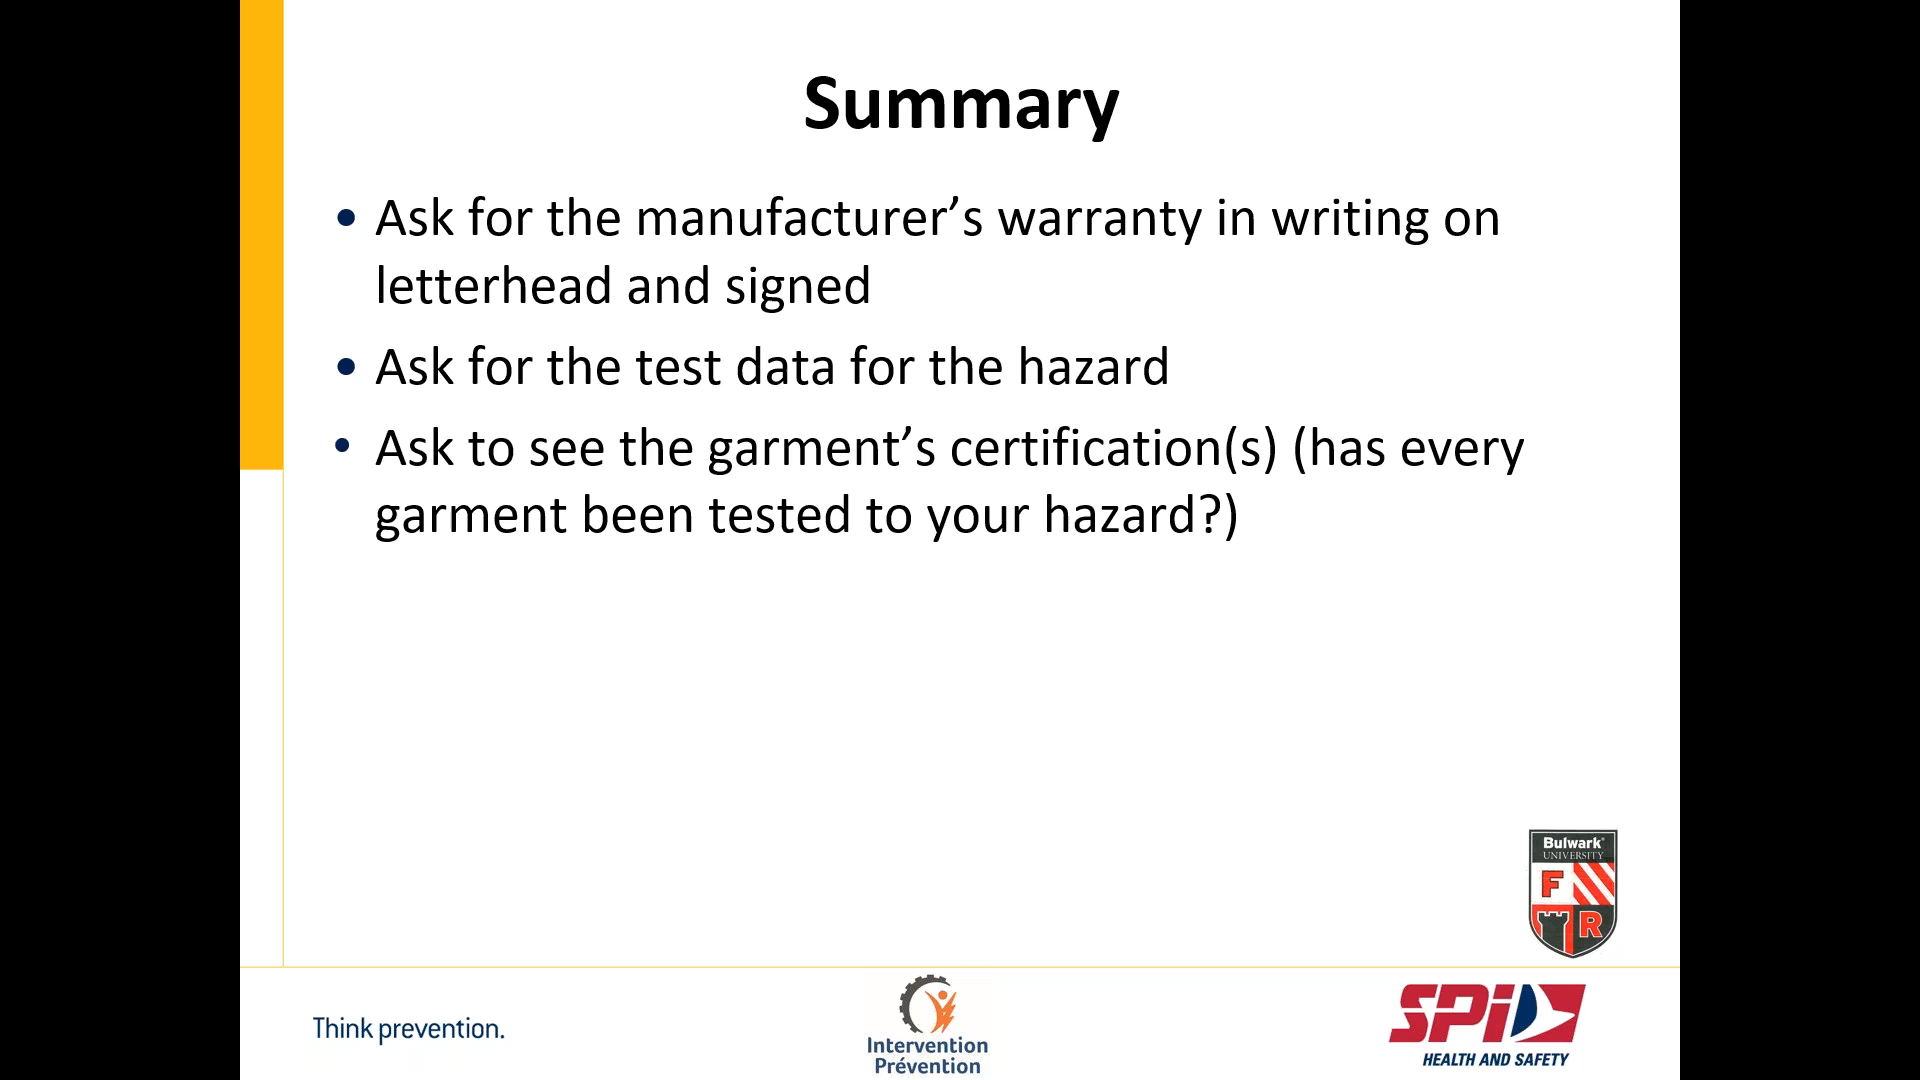 Summary
• Ask for the manufacturer’s warranty in writing on
letterhead and signed
• Ask for the test data for the hazard
• Ask to see the garment’s certification(s) (has every
garment been tested to your hazard?)
Bulwark®
UNIVERSITY
F
R
Think prevention.
Intervention
Prévention
SPi
HEALTH AND SAFETY